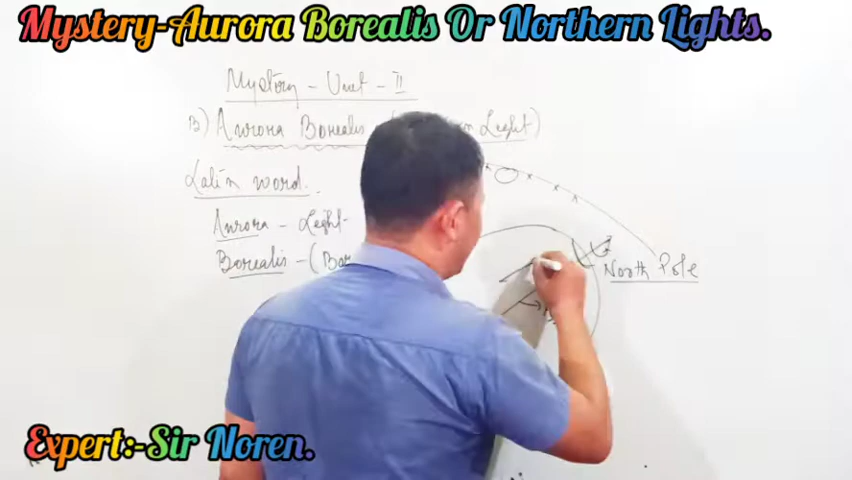 Mystery-Aurora Borealis Or Northern Lights.
Mystery - Unit - II
B) Aurora Borealis ( Light)
Latin word.
Aurora - Light
Borealis - (
North Pole
Expert:-Sir Noren.